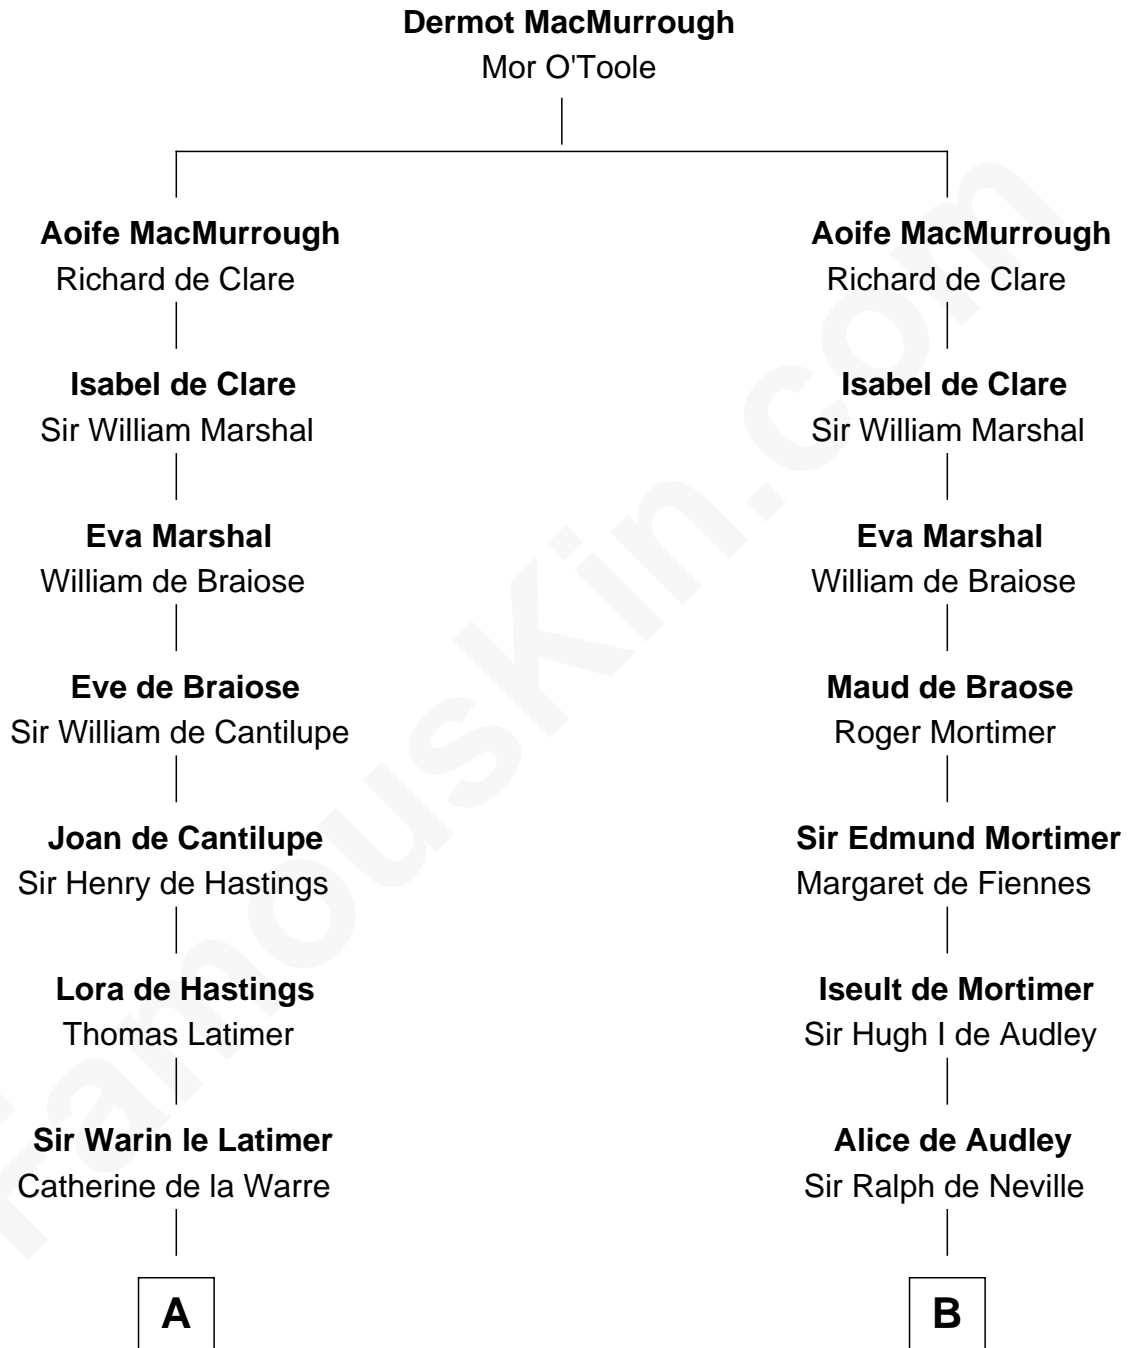 Dermot MacMurrough
Mor O'Toole
Aoife MacMurrough
Richard de Clare
Isabel de Clare
Sir William Marshal
Eva Marshal
William de Braiose
Eve de Braiose
Sir William de Cantilupe
Joan de Cantilupe
Sir Henry de Hastings
Lora de Hastings
Thomas Latimer
Sir Warin le Latimer
Catherine de la Warre
A
Aoife MacMurrough
Richard de Clare
Isabel de Clare
Sir William Marshal
Eva Marshal
William de Braiose
Maud de Braose
Roger Mortimer
Sir Edmund Mortimer
Margaret de Fiennes
Iseult de Mortimer
Sir Hugh I de Audley
Alice de Audley
Sir Ralph de Neville
B
FamousKin.com